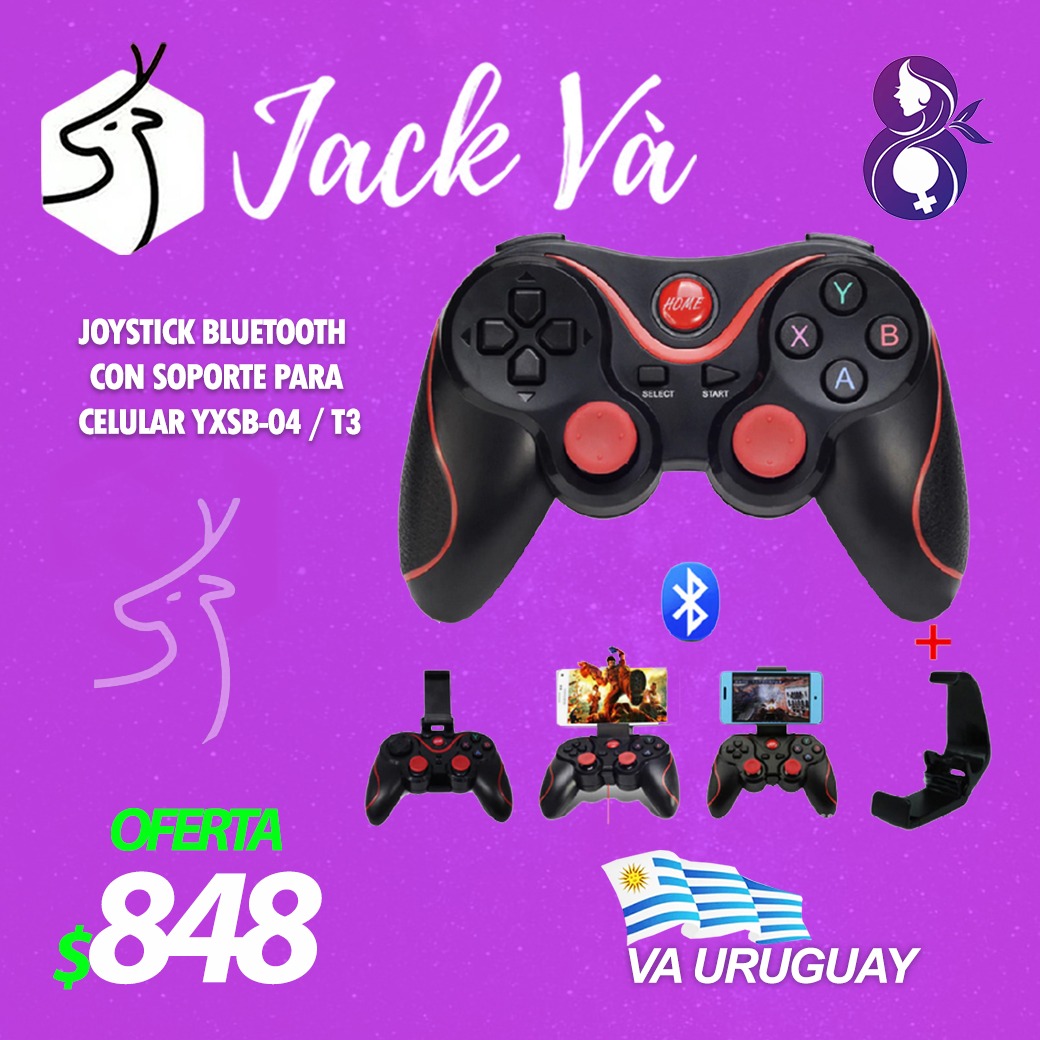 Jack Và
JOYSTICK BLUETOOTH
CON SOPORTE PARA
CELULAR YXSB-04 / T3
HOME
Y
X
B
A
SELECT
START
OFERTA
$848
VA URUGUAY